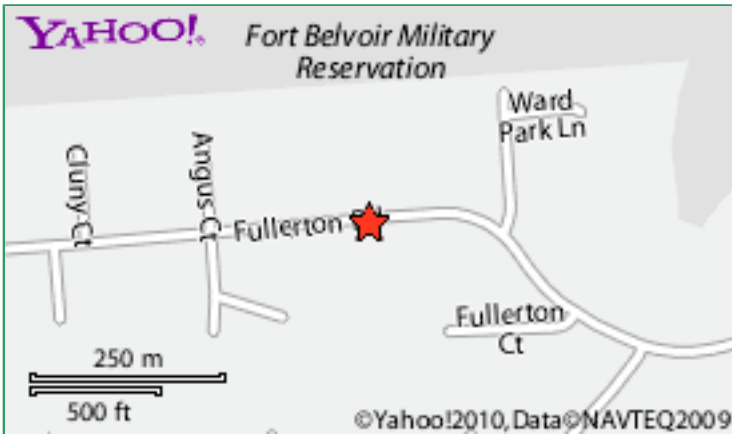 YAHOO!
Fort Belvoir Military
Reservation
Ward
Park Ln
Cluny Ct
Angus Ct
Fullerton
Fullerton
Ct
250 m
500 ft
©Yahoo!2010, Data©NAVTEQ2009